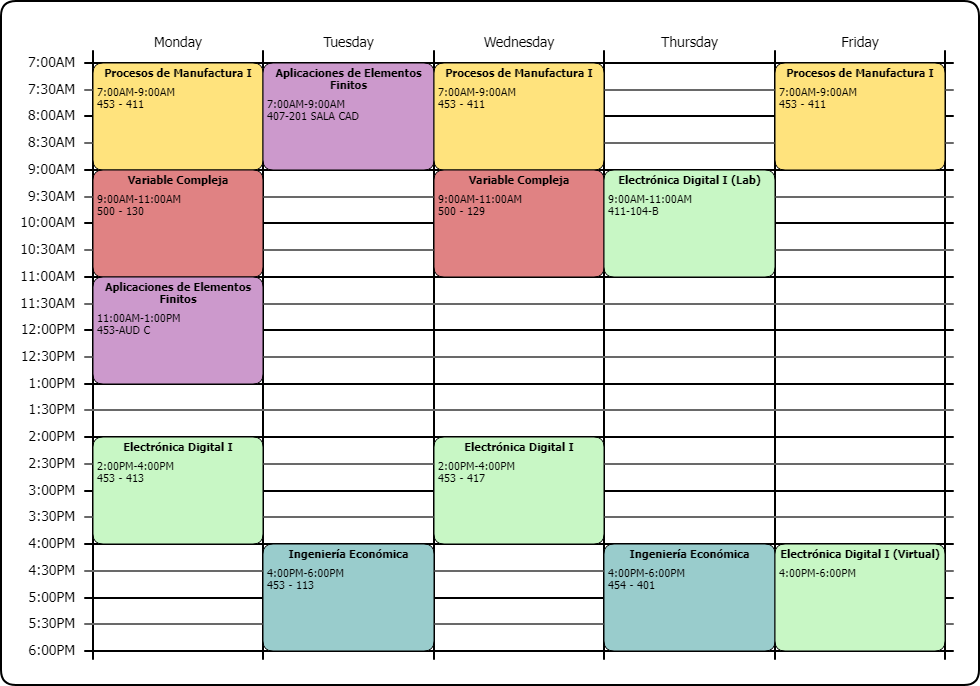 Monday
Tuesday
Wednesday
Thursday
Friday
7:00AM
7:30AM
8:00AM
8:30AM
9:00AM
9:30AM
10:00AM
10:30AM
11:00AM
11:30AM
12:00PM
12:30PM
1:00PM
1:30PM
2:00PM
2:30PM
3:00PM
3:30PM
4:00PM
4:30PM
5:00PM
5:30PM
6:00PM
Procesos de Manufactura I
7:00AM-9:00AM
453 - 411
Variable Compleja
9:00AM-11:00AM
500 - 130
Aplicaciones de Elementos
Finitos
11:00AM-1:00PM
453-AUD C
Electrónica Digital I
2:00PM-4:00PM
453 - 413
Aplicaciones de Elementos
Finitos
7:00AM-9:00AM
407-201 SALA CAD
Ingeniería Económica
4:00PM-6:00PM
453 - 113
Procesos de Manufactura I
7:00AM-9:00AM
453 - 411
Variable Compleja
9:00AM-11:00AM
500 - 129
Electrónica Digital I
2:00PM-4:00PM
453 - 417
Electrónica Digital I (Lab)
9:00AM-11:00AM
411-104-B
Ingeniería Económica
4:00PM-6:00PM
454 - 401
Procesos de Manufactura I
7:00AM-9:00AM
453 - 411
Electrónica Digital I (Virtual)
4:00PM-6:00PM